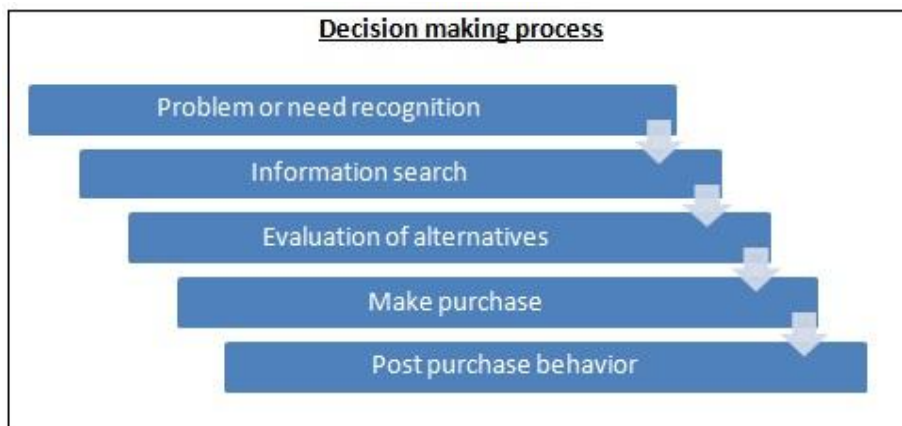 Decision making process
Problem or need recognition
Information search
Evaluation of alternatives
Make purchase
Post purchase behavior